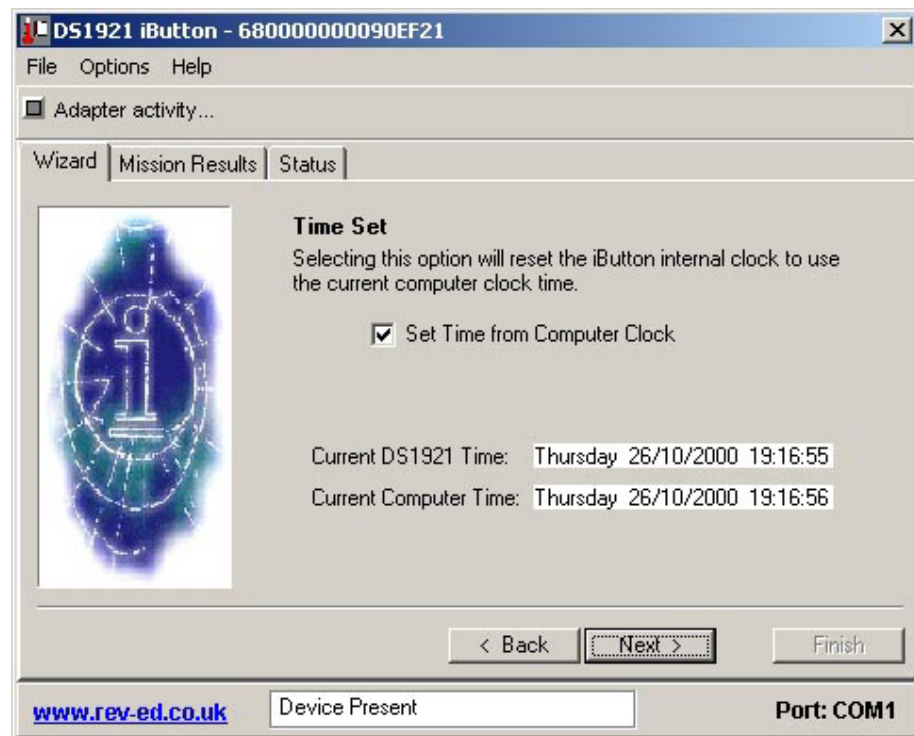 DS1921 iButton - 680000000090EF21
File Options Help
Adapter activity...
Wizard Mission Results Status
Time Set
Selecting this option will reset the iButton internal clock to use
the current computer clock time.
Set Time from Computer Clock
Current DS1921 Time: Thursday 26/10/2000 19:16:55
Current Computer Time: Thursday 26/10/2000 19:16:56
< Back Next > Finish
www.rev-ed.co.uk Device Present Port: COM1